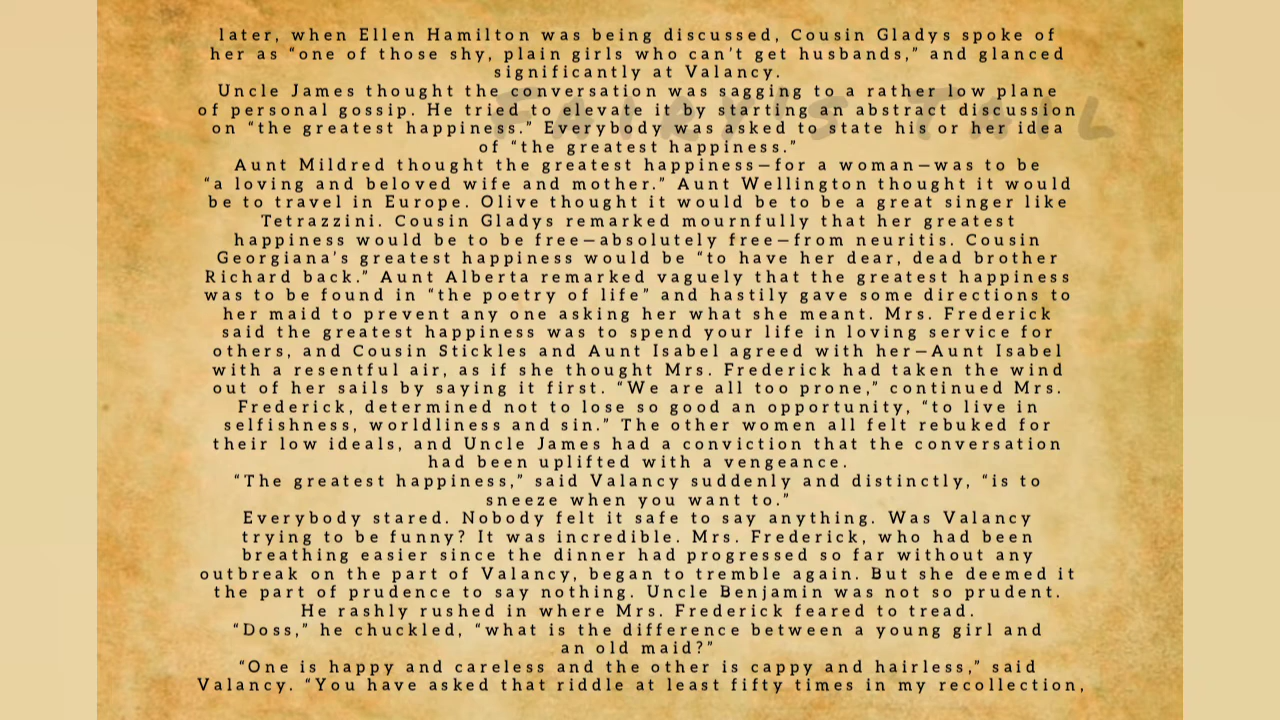 later, when Ellen Hamilton was being discussed, Cousin Gladys spoke of
her as “one of those shy, plain girls who can’t get husbands,” and glanced
significantly at Valancy.
Uncle James thought the conversation was sagging to a rather low plane
of personal gossip. He tried to elevate it by starting an abstract discussion
on “the greatest happiness.” Everybody was asked to state his or her idea
of “the greatest happiness.”
Aunt Mildred thought the greatest happiness—for a woman—was to be
“a loving and beloved wife and mother.” Aunt Wellington thought it would
be to travel in Europe. Olive thought it would be to be a great singer like
Tetrazzini. Cousin Gladys remarked mournfully that her greatest
happiness would be to be free—absolutely free—from neuritis. Cousin
Georgiana’s greatest happiness would be “to have her dear, dead brother
Richard back.” Aunt Alberta remarked vaguely that the greatest happiness
was to be found in “the poetry of life” and hastily gave some directions to
her maid to prevent any one asking her what she meant. Mrs. Frederick
said the greatest happiness was to spend your life in loving service for
others, and Cousin Stickles and Aunt Isabel agreed with her—Aunt Isabel
with a resentful air, as if she thought Mrs. Frederick had taken the wind
out of her sails by saying it first. “We are all too prone,” continued Mrs.
Frederick, determined not to lose so good an opportunity, “to live in
selfishness, worldliness and sin.” The other women all felt rebuked for
their low ideals, and Uncle James had a conviction that the conversation
had been uplifted with a vengeance.
“The greatest happiness,” said Valancy suddenly and distinctly, “is to
sneeze when you want to.”
Everybody stared. Nobody felt it safe to say anything. Was Valancy
trying to be funny? It was incredible. Mrs. Frederick, who had been
breathing easier since the dinner had progressed so far without any
outbreak on the part of Valancy, began to tremble again. But she deemed it
the part of prudence to say nothing. Uncle Benjamin was not so prudent.
He rashly rushed in where Mrs. Frederick feared to tread.
“Doss,” he chuckled, “what is the difference between a young girl and
an old maid?”
“One is happy and careless and the other is cappy and hairless,” said
Valancy. “You have asked that riddle at least fifty times in my recollection,